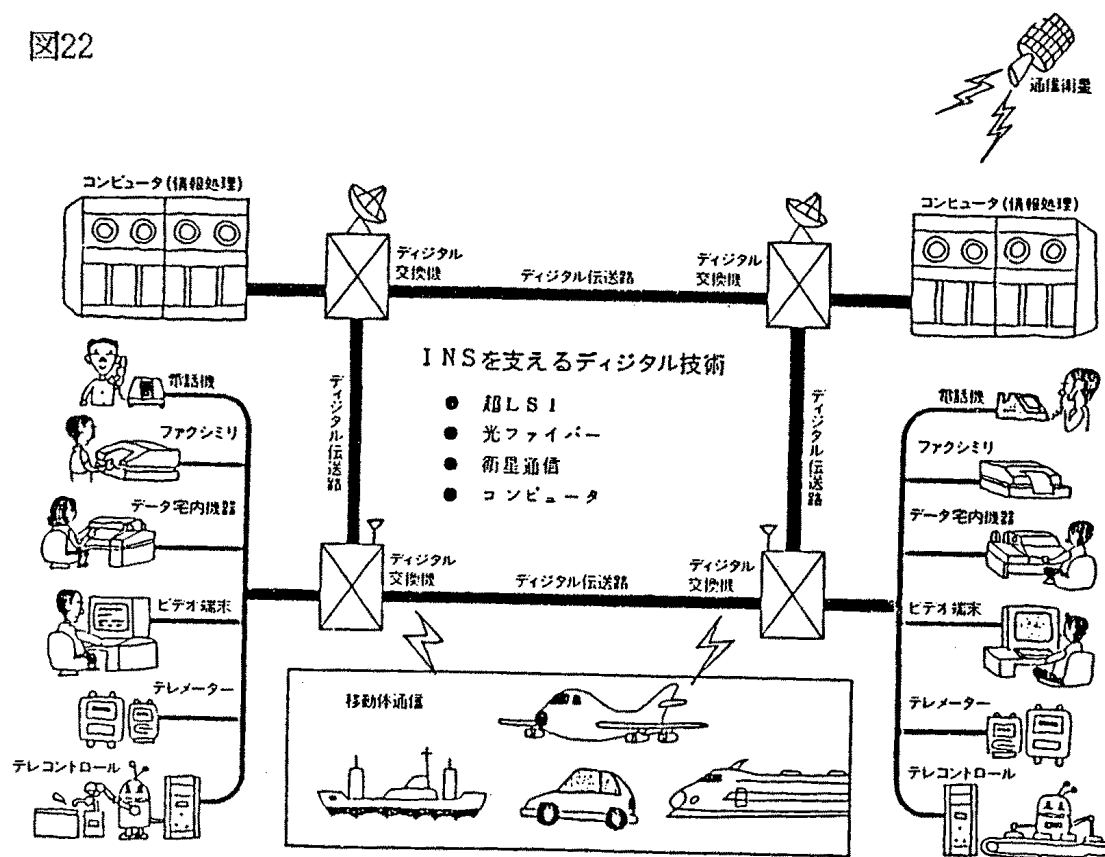 図22
通信衛星
コンピュータ(情報処理)
コンピュータ(情報処理)
ディジタル
交換機
ディジタル伝送路
ディジタル
交換機
INSを支えるディジタル技術
● 超LSI
● 光ファイバー
● 衛星通信
● コンピュータ
ディジタル伝送路
ディジタル伝送路
電話機
ファクシミリ
データ宅内機器
ビデオ端末
テレメーター
テレコントロール
ディジタル
交換機
ディジタル伝送路
ディジタル
交換機
移動体通信
電話機
ファクシミリ
データ宅内機器
ビデオ端末
テレメーター
テレコントロール